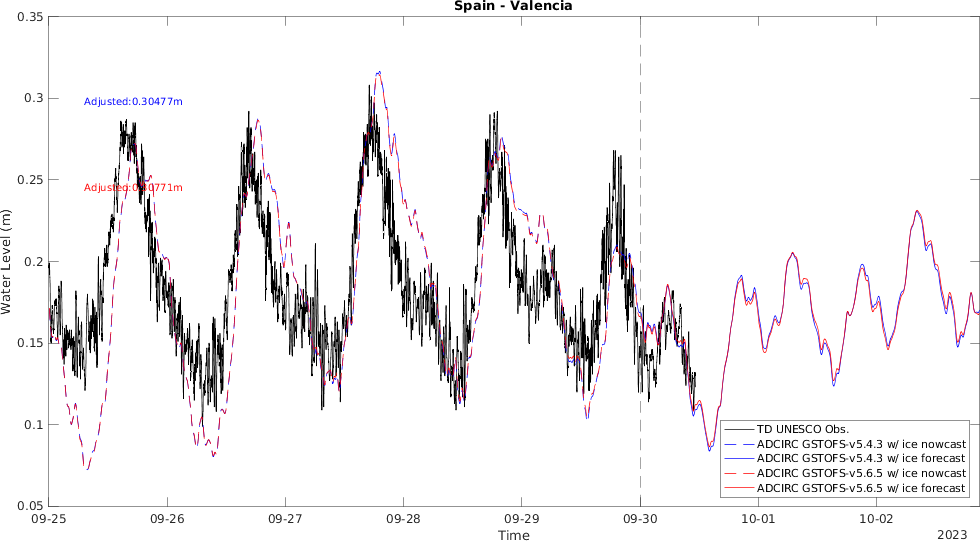 Spain - Valencia
0.35
0.3
0.25
0.2
0.15
0.1
0.05
Water Level (m)
Adjusted:0.30477m
Adjusted:0.30771m
TD UNESCO Obs.
ADCIRC GSTOFS-v5.4.3 w/ ice nowcast
ADCIRC GSTOFS-v5.4.3 w/ ice forecast
ADCIRC GSTOFS-v5.6.5 w/ ice nowcast
ADCIRC GSTOFS-v5.6.5 w/ ice forecast
09-25 09-26 09-27 09-28 09-29 09-30 10-01 10-02
Time
2023